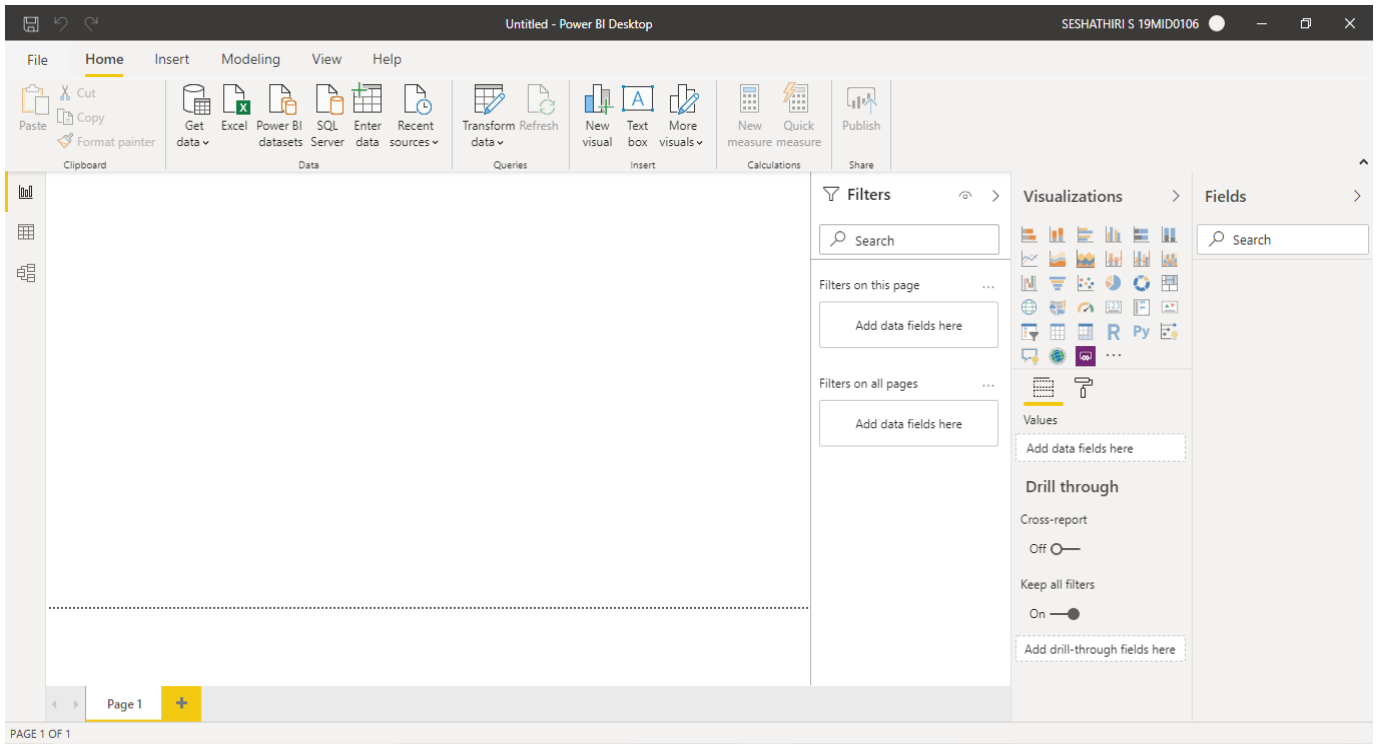 Untitled - Power BI Desktop
SESHATHIRI S 19MID0106
File Home Insert Modeling View Help
Paste
Cut
Copy
Format painter
Clipboard
Get data
Excel
Power BI datasets
SQL Server
Enter data
Recent sources
Data
Transform data
Refresh
Queries
New visual
A
Text box
More visuals
Insert
New measure
Quick measure
Calculations
Publish
Share
Filters
Search
Filters on this page
...
Add data fields here
Filters on all pages
...
Add data fields here
Visualizations
123
R
Py
...
Values
Add data fields here
Drill through
Cross-report
Off
Keep all filters
On
Add drill-through fields here
Fields
Search
Page 1
+
PAGE 1 OF 1